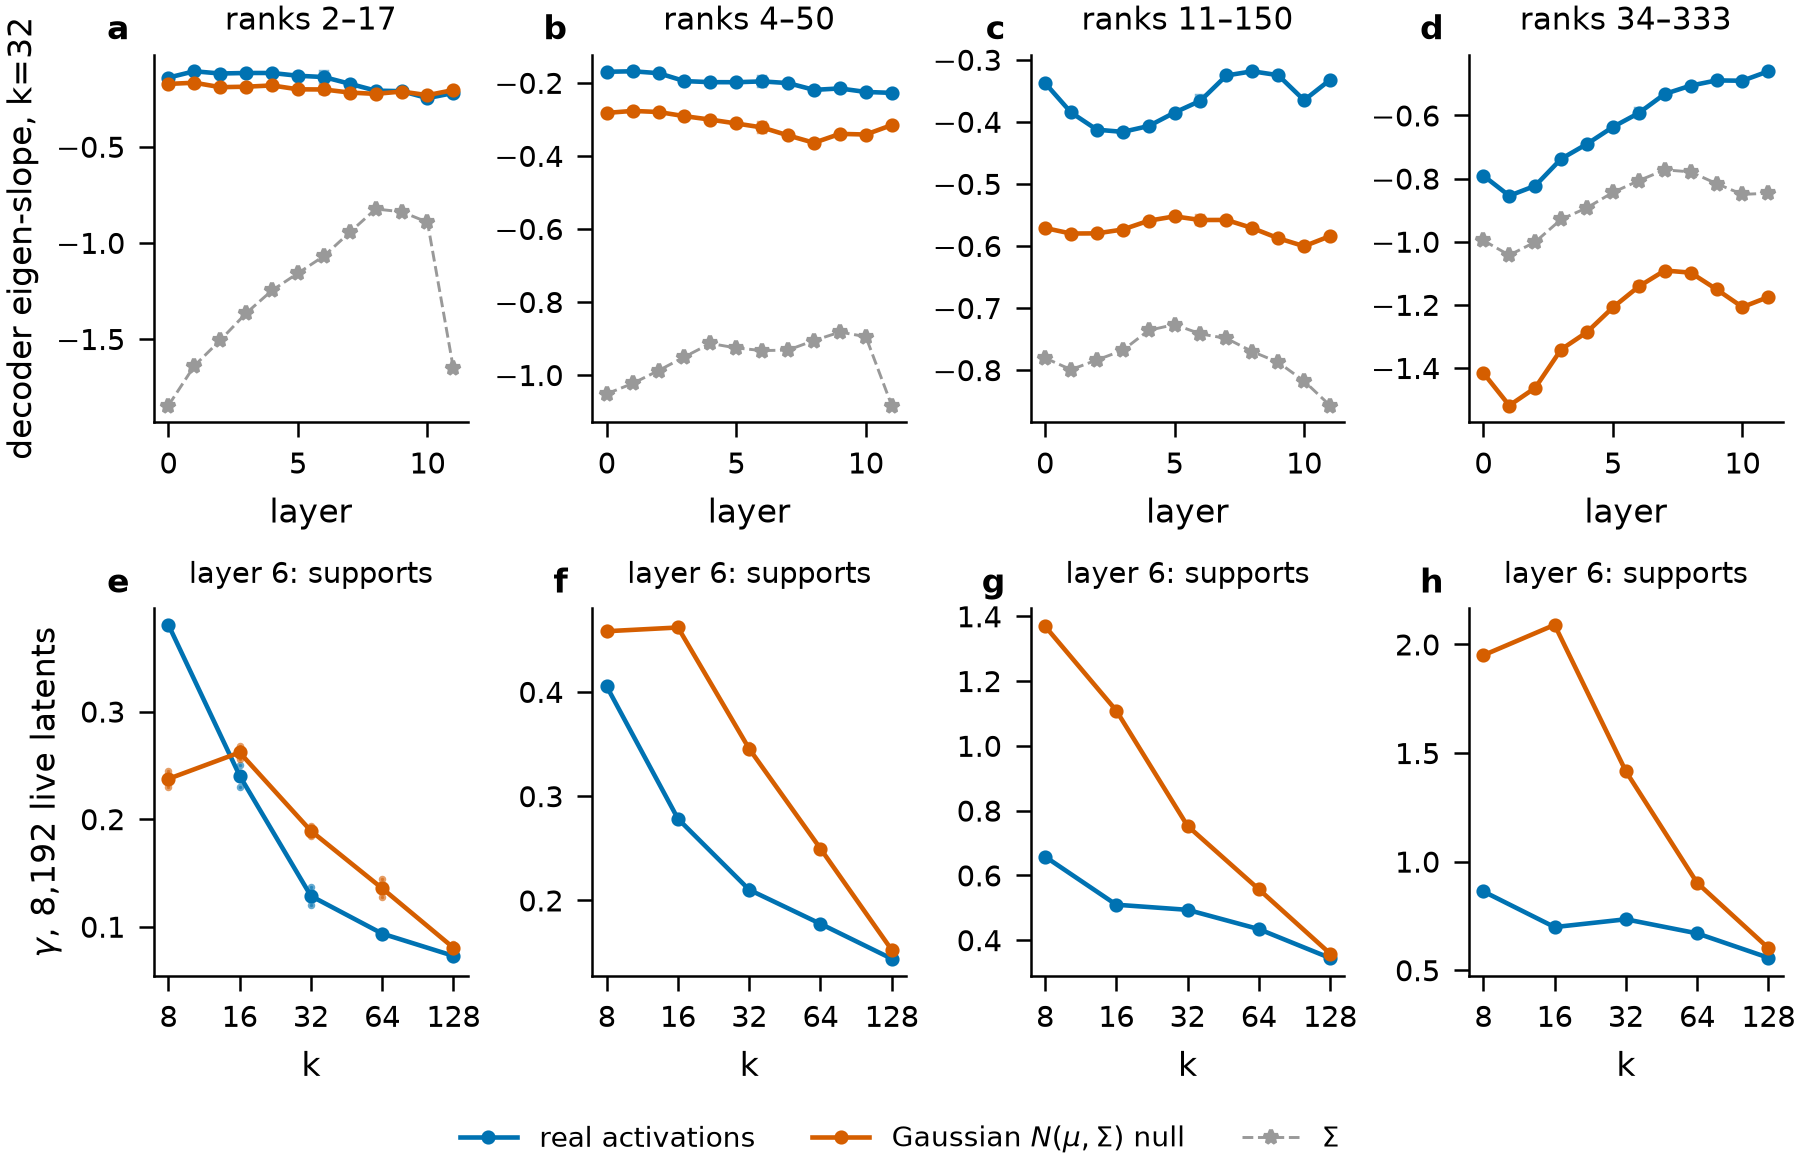 a ranks 2–17
b ranks 4–50
c ranks 11–150
d ranks 34–333
decoder eigen-slope, k=32
−0.5
−1.0
−1.5
0 5 10
layer
−0.2
−0.4
−0.6
−0.8
−1.0
0 5 10
layer
−0.3
−0.4
−0.5
−0.6
−0.7
−0.8
0 5 10
layer
−0.6
−0.8
−1.0
−1.2
−1.4
0 5 10
layer
e layer 6: supports
f layer 6: supports
g layer 6: supports
h layer 6: supports
γ, 8,192 live latents
0.3
0.2
0.1
8 16 32 64 128
k
0.4
0.3
0.2
8 16 32 64 128
k
1.4
1.2
1.0
0.8
0.6
0.4
8 16 32 64 128
k
2.0
1.5
1.0
0.5
8 16 32 64 128
k
real activations
Gaussian N(μ, Σ) null
Σ